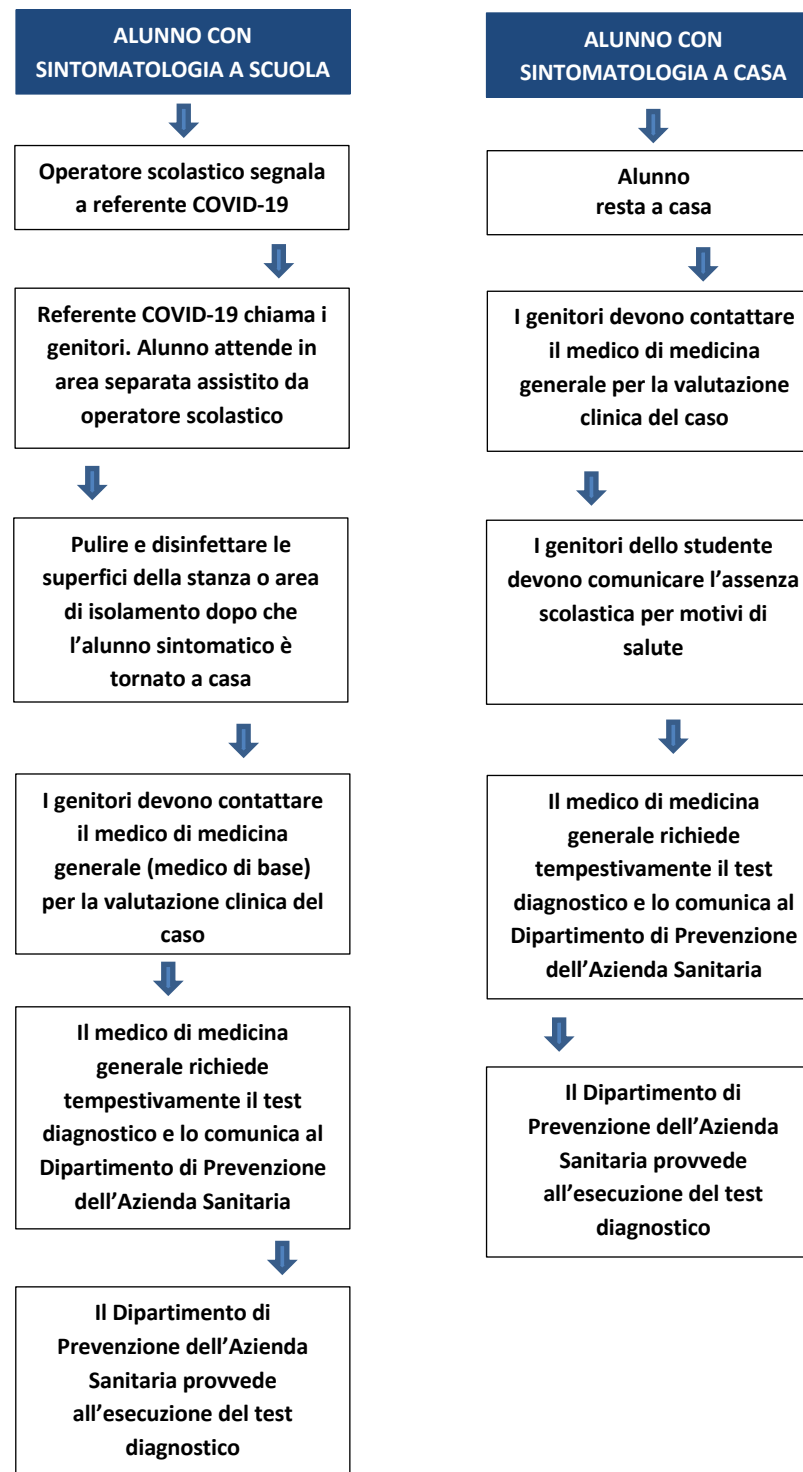 ALUNNO CON
SINTOMATOLOGIA A SCUOLA
Operatore scolastico segnala
a referente COVID-19
Referente COVID-19 chiama i
genitori. Alunno attende in
area separata assistito da
operatore scolastico
Pulire e disinfettare le
superfici della stanza o area
di isolamento dopo che
l’alunno sintomatico è
tornato a casa
I genitori devono contattare
il medico di medicina
generale (medico di base)
per la valutazione clinica del
caso
Il medico di medicina
generale richiede
tempestivamente il test
diagnostico e lo comunica al
Dipartimento di Prevenzione
dell’Azienda Sanitaria
Il Dipartimento di
Prevenzione dell’Azienda
Sanitaria provvede
all’esecuzione del test
diagnostico
ALUNNO CON
SINTOMATOLOGIA A CASA
Alunno
resta a casa
I genitori devono contattare
il medico di medicina
generale per la valutazione
clinica del caso
I genitori dello studente
devono comunicare l’assenza
scolastica per motivi di
salute
Il medico di medicina
generale richiede
tempestivamente il test
diagnostico e lo comunica al
Dipartimento di Prevenzione
dell’Azienda Sanitaria
Il Dipartimento di
Prevenzione dell’Azienda
Sanitaria provvede
all’esecuzione del test
diagnostico